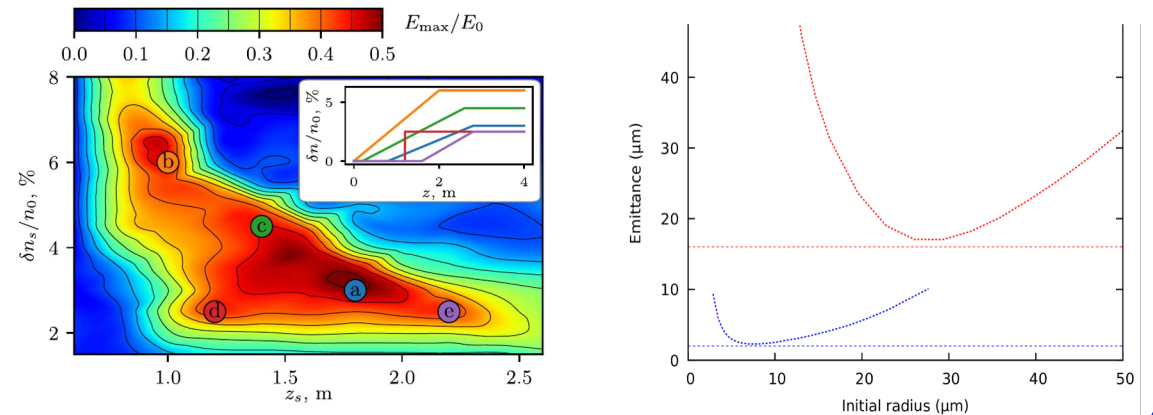 E_max/E_0
0.0 0.1 0.2 0.3 0.4 0.5
δn_s/n_0, %
8
6
4
2
b
c
a
d
e
δn/n_0, %
5
0
0 2 4
z, m
1.0 1.5 2.0 2.5
z_s, m
Emittance (μm)
40
30
20
10
0
0 10 20 30 40 50
Initial radius (μm)